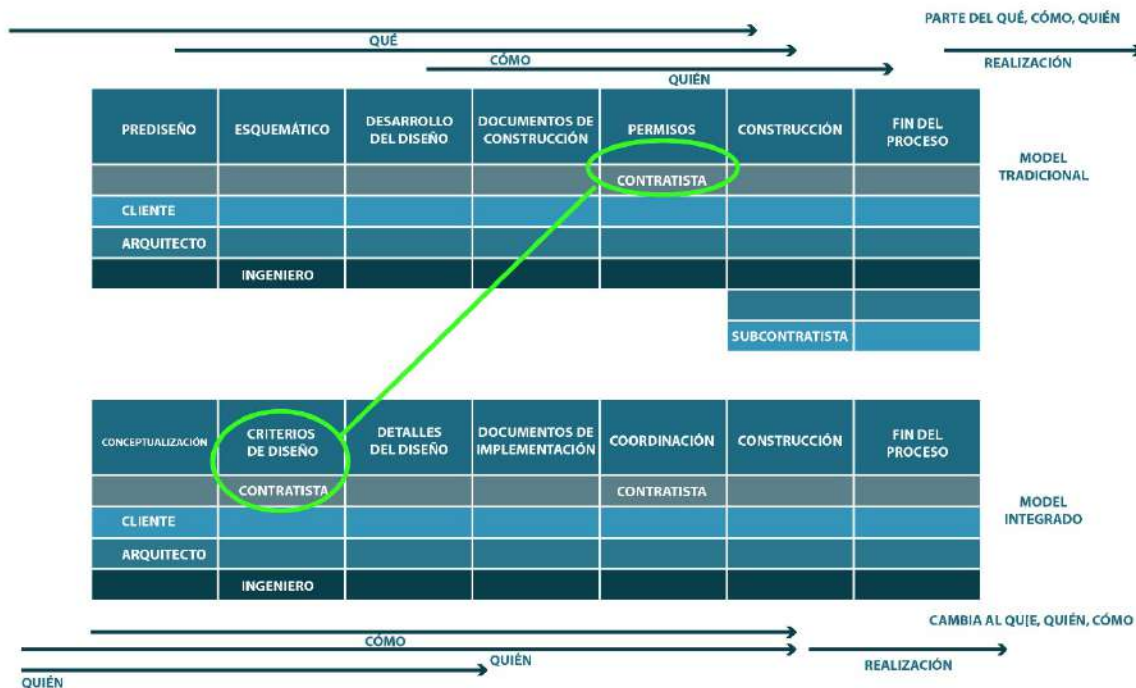 PARTE DEL QUÉ, CÓMO, QUIÉN
QUÉ
CÓMO
REALIZACIÓN
QUIÉN
PREDISEÑO
ESQUEMÁTICO
DESARROLLO
DEL DISEÑO
DOCUMENTOS DE
CONSTRUCCIÓN
PERMISOS
CONSTRUCCIÓN
FIN DEL
PROCESO
MODEL
TRADICIONAL
CONTRATISTA
CLIENTE
ARQUITECTO
INGENIERO
SUBCONTRATISTA
CONCEPTUALIZACIÓN
CRITERIOS
DE DISEÑO
DETALLES
DEL DISEÑO
DOCUMENTOS DE
IMPLEMENTACIÓN
COORDINACIÓN
CONSTRUCCIÓN
FIN DEL
PROCESO
CONTRATISTA
CONTRATISTA
MODEL
INTEGRADO
CLIENTE
ARQUITECTO
INGENIERO
CAMBIA AL QU[E, QUIÉN, CÓMO
CÓMO
QUIÉN
REALIZACIÓN
QUIÉN